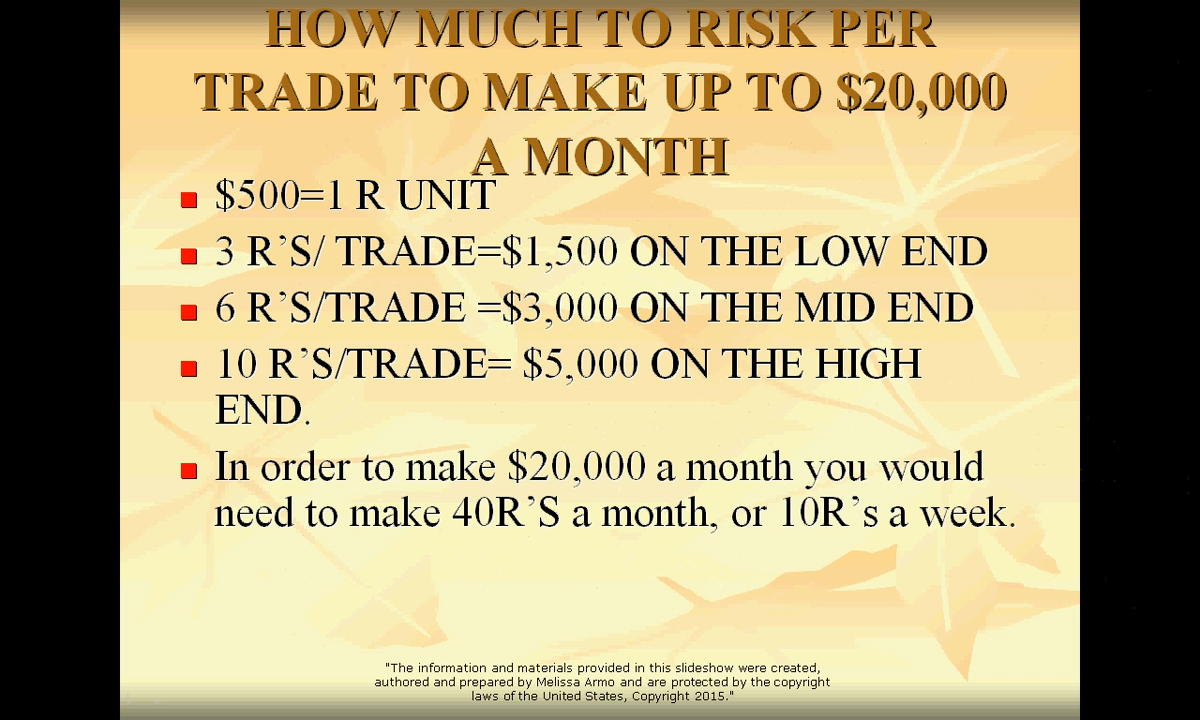 HOW MUCH TO RISK PER
TRADE TO MAKE UP TO $20,000
A MONTH
$500=1 R UNIT
3 R’S/ TRADE=$1,500 ON THE LOW END
6 R’S/TRADE =$3,000 ON THE MID END
10 R’S/TRADE= $5,000 ON THE HIGH
END.
In order to make $20,000 a month you would
need to make 40R’S a month, or 10R’s a week.
"The information and materials provided in this slideshow were created,
authored and prepared by Melissa Armo and are protected by the copyright
laws of the United States, Copyright 2015."